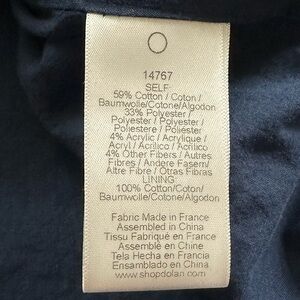 14767
SELF
59% Cotton / Coton /
Baumwolle/Cotone/Algodon
33% Polyester /
Polyester / Polyester /
Poliestere / Poliéster
4% Acrylic / Acrylique /
Acryl / Acrilico / Acrílico
4% Other Fibers / Autres
Fibres / Andere Fasern/
Altre Fibre / Otras Fibras
LINING
100% Cotton/Coton/
Baumwolle/Cotone/Algodon
Fabric Made in France
Assembled in China
Tissu Fabriqué en France
Assemblé en Chine
Tela Hecha en Francia
Ensamblado en China
www.shopdolan.com